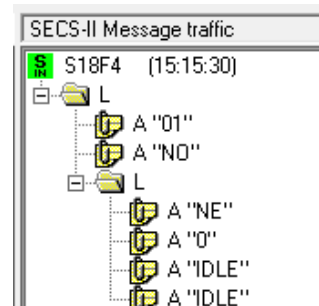 SECS-II Message traffic
S IN S18F4 (15:15:30)
L
A "01"
A "NO"
L
A "NE"
A "0"
A "IDLE"
A "IDLE"